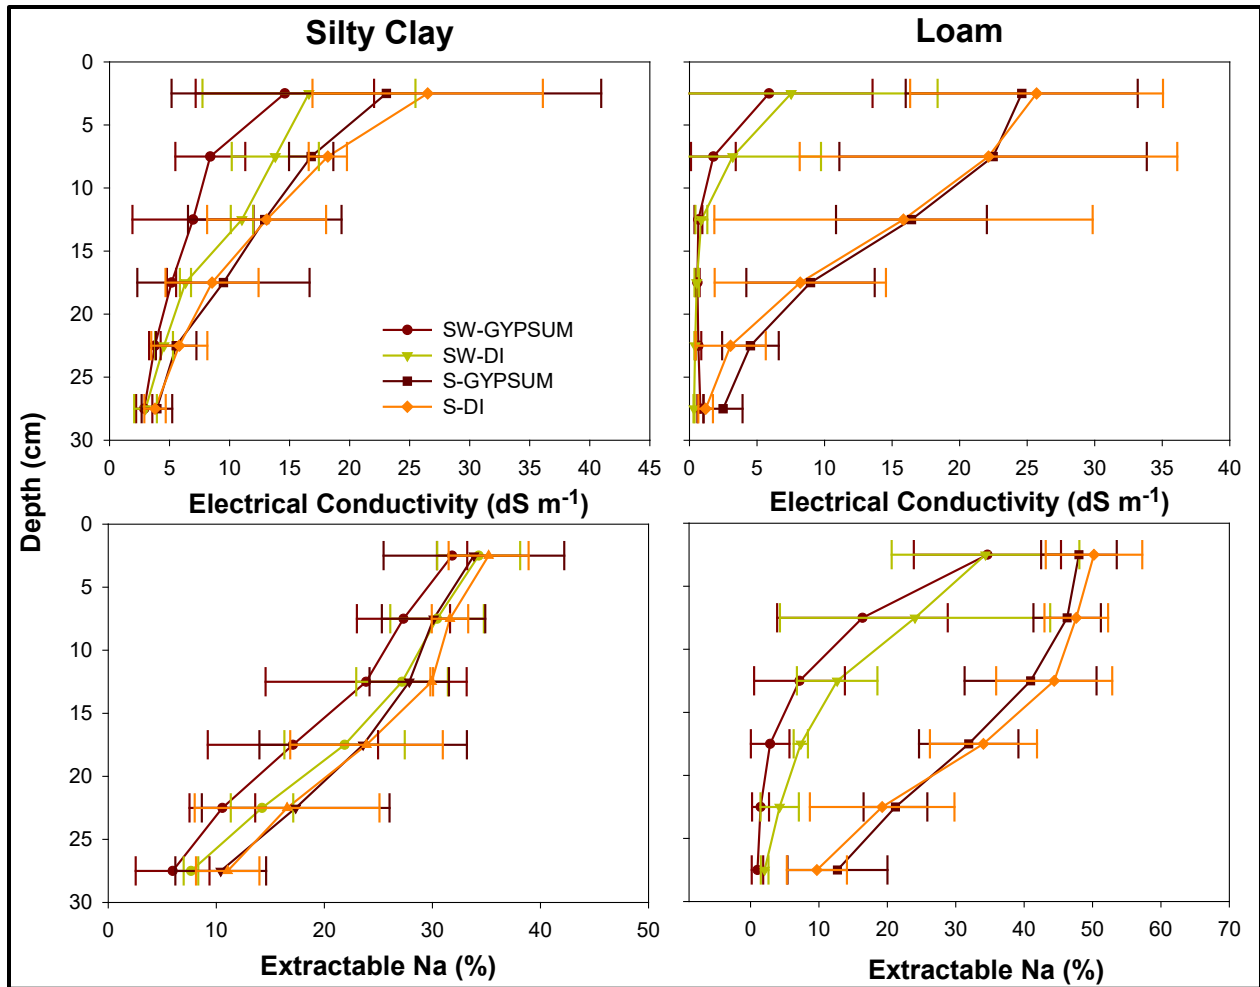 Silty Clay
Loam
0
5
10
15
20
25
30
SW-GYPSUM
SW-DI
S-GYPSUM
S-DI
0 5 10 15 20 25 30 35 40 45
0 5 10 15 20 25 30 35 40
Electrical Conductivity (dS m⁻¹)
Electrical Conductivity (dS m⁻¹)
Depth (cm)
0
5
10
15
20
25
30
0 10 20 30 40 50
0 10 20 30 40 50 60 70
Extractable Na (%)
Extractable Na (%)